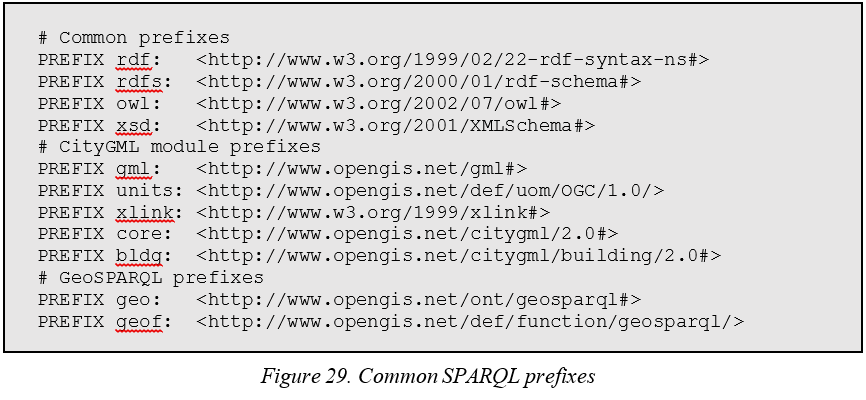 # Common prefixes
PREFIX rdf: <http://www.w3.org/1999/02/22-rdf-syntax-ns#>
PREFIX rdfs: <http://www.w3.org/2000/01/rdf-schema#>
PREFIX owl: <http://www.w3.org/2002/07/owl#>
PREFIX xsd: <http://www.w3.org/2001/XMLSchema#>
# CityGML module prefixes
PREFIX gml: <http://www.opengis.net/gml#>
PREFIX units: <http://www.opengis.net/def/uom/OGC/1.0/>
PREFIX xlink: <http://www.w3.org/1999/xlink#>
PREFIX core: <http://www.opengis.net/citygml/2.0#>
PREFIX bldg: <http://www.opengis.net/citygml/building/2.0#>
# GeoSPARQL prefixes
PREFIX geo: <http://www.opengis.net/ont/geosparql#>
PREFIX geof: <http://www.opengis.net/def/function/geosparql/>
Figure 29. Common SPARQL prefixes